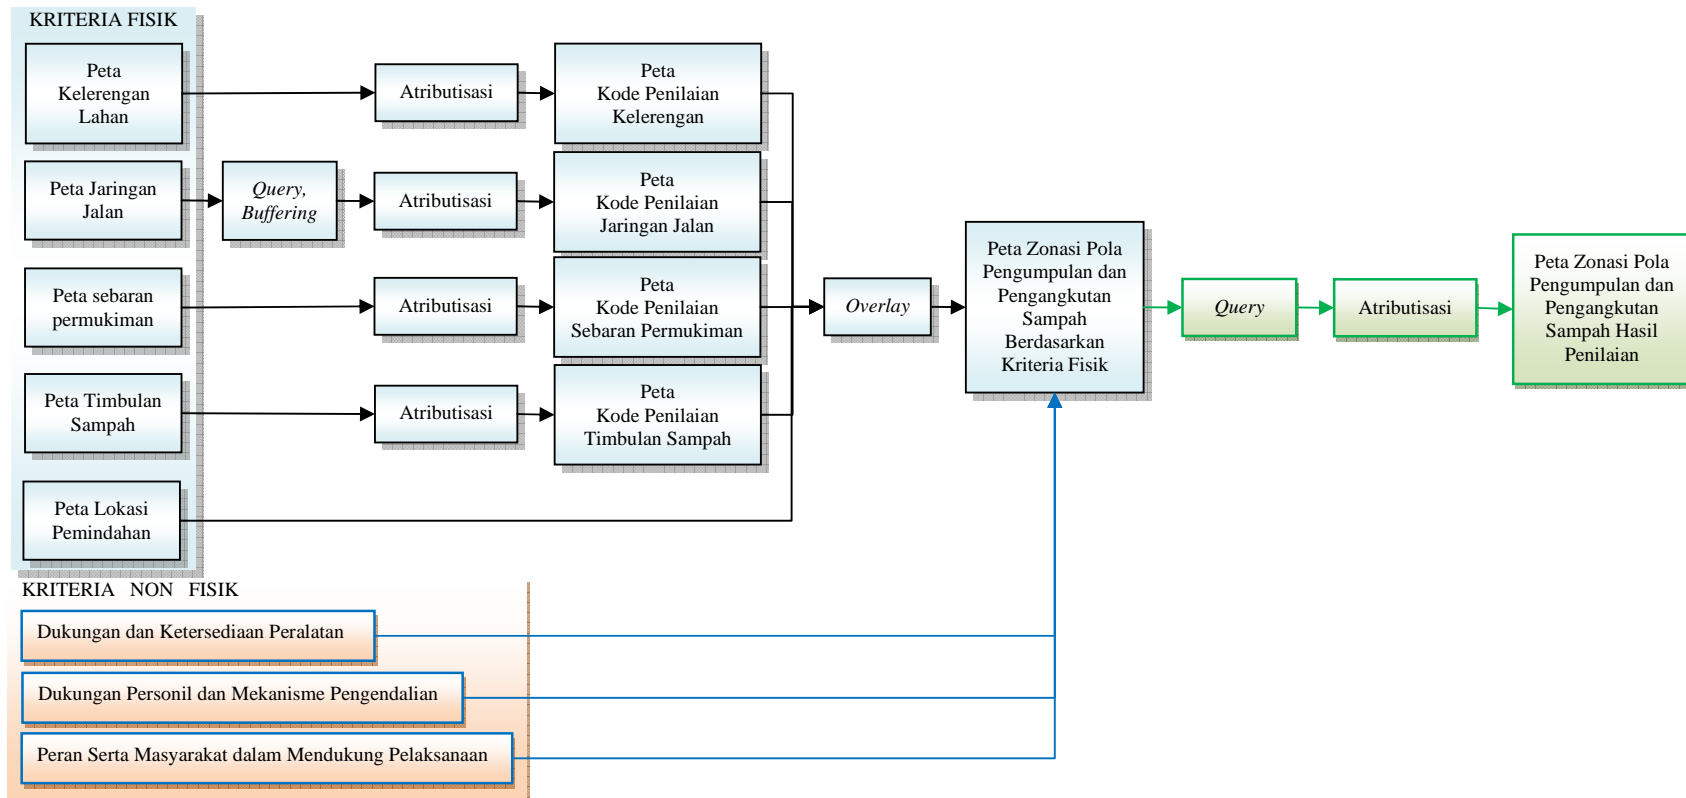 KRITERIA FISIK
Peta
Kelerengan
Lahan
Atributisasi
Peta
Kode Penilaian
Kelerengan
Peta Jaringan
Jalan
Query,
Buffering
Atributisasi
Peta
Kode Penilaian
Jaringan Jalan
Peta sebaran
permukiman
Atributisasi
Peta
Kode Penilaian
Sebaran Permukiman
Peta Timbulan
Sampah
Atributisasi
Peta
Kode Penilaian
Timbulan Sampah
Peta Lokasi
Pemindahan
Overlay
Peta Zonasi Pola
Pengumpulan dan
Pengangkutan
Sampah
Berdasarkan
Kriteria Fisik
Query
Atributisasi
Peta Zonasi Pola
Pengumpulan dan
Pengangkutan
Sampah Hasil
Penilaian
KRITERIA NON FISIK
Dukungan dan Ketersediaan Peralatan
Dukungan Personil dan Mekanisme Pengendalian
Peran Serta Masyarakat dalam Mendukung Pelaksanaan